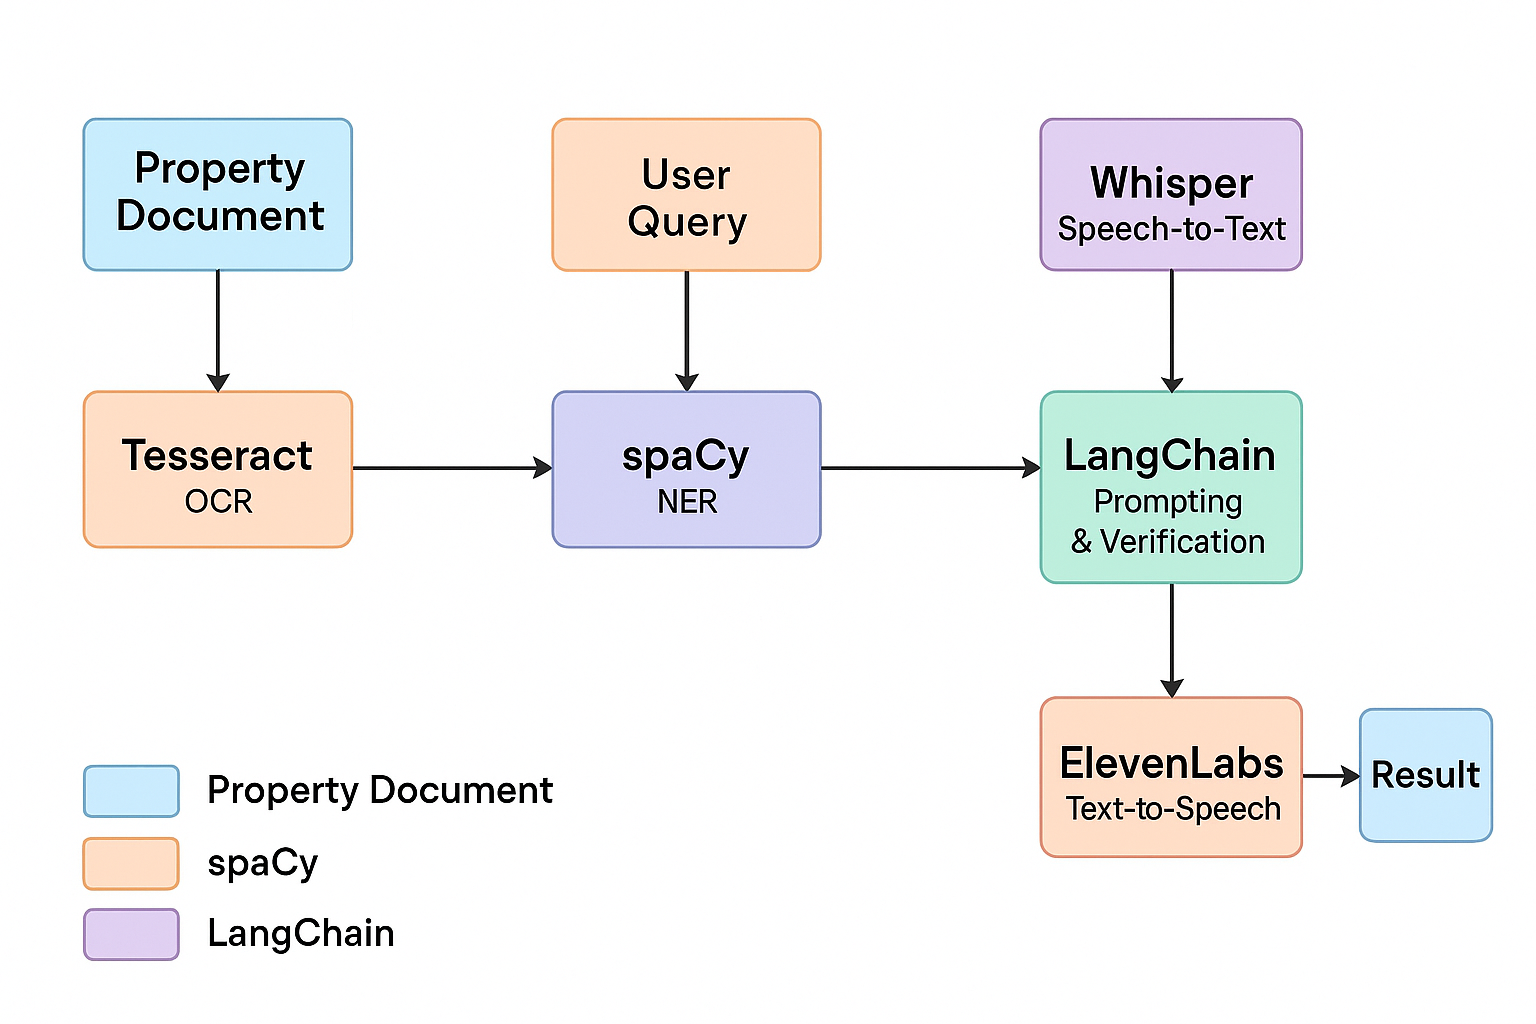 Property
Document
User
Query
Whisper
Speech-to-Text
Tesseract
OCR
spaCy
NER
LangChain
Prompting
& Verification
ElevenLabs
Text-to-Speech
Result
Property Document
spaCy
LangChain